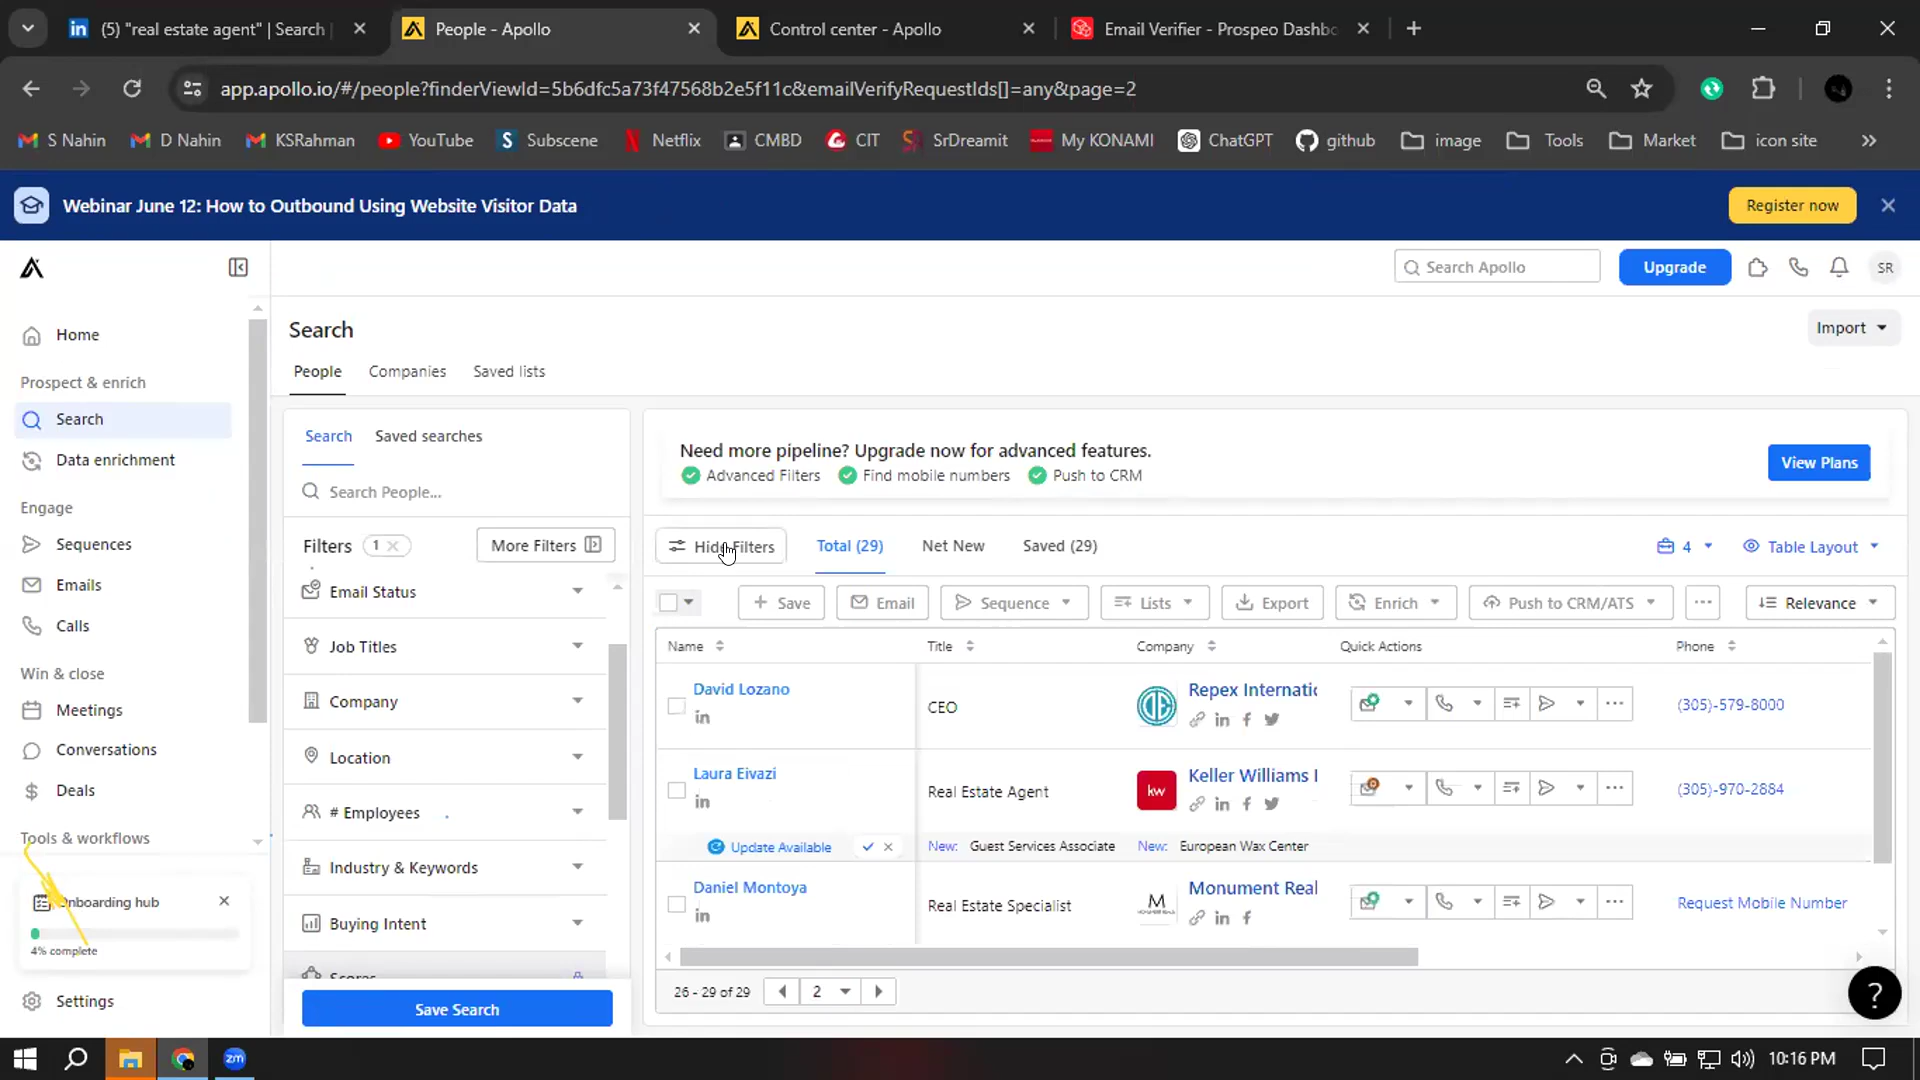 (5) "real estate agent" | Search
People - Apollo
Control center - Apollo
Email Verifier - Prospeo Dashbo
app.apollo.io/#/people?finderViewId=5b6dfc5a73f47568b2e5f11c&emailVerifyRequestIds[]=any&page=2
S Nahin
D Nahin
KSRahman
YouTube
Subscene
Netflix
CMBD
CIT
SrDreamit
My KONAMI
ChatGPT
github
image
Tools
Market
icon site
Webinar June 12: How to Outbound Using Website Visitor Data
Register now
Search Apollo
Upgrade
SR
Home
Prospect & enrich
Search
Data enrichment
Engage
Sequences
Emails
Calls
Win & close
Meetings
Conversations
Deals
Tools & workflows
Onboarding hub
4% complete
Settings
Search
Import
People
Companies
Saved lists
Search
Saved searches
Search People...
Filters
1
More Filters
Email Status
Job Titles
Company
Location
# Employees
Industry & Keywords
Buying Intent
Scores
Save Search
Need more pipeline? Upgrade now for advanced features.
Advanced Filters
Find mobile numbers
Push to CRM
View Plans
Hide Filters
Total (29)
Net New
Saved (29)
4
Table Layout
Save
Email
Sequence
Lists
Export
Enrich
Push to CRM/ATS
Relevance
Name
Title
Company
Quick Actions
Phone
David Lozano
CEO
Repex Internatic
(305)-579-8000
Laura Eivazi
Real Estate Agent
kw
Keller Williams
(305)-970-2884
Update Available
New: Guest Services Associate
New: European Wax Center
Daniel Montoya
Real Estate Specialist
M
Monument Real
Request Mobile Number
26 - 29 of 29
2
?
zm
10:16 PM